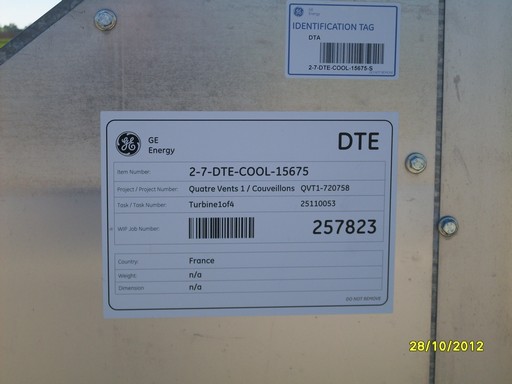 GE
Energy
IDENTIFICATION TAG
DTA
2-7-DTE-COOL-15675-S
GE
Energy
DTE
Item Number: 2-7-DTE-COOL-15675
Project / Project Number: Quatre Vents 1 / Couveillons QVT1-720758
Task / Task Number: Turbine1of4 25110053
Job Number: 257823
Country: France
Weight: n/a
Dimension: n/a
DO NOT REMOVE
28/10/2012